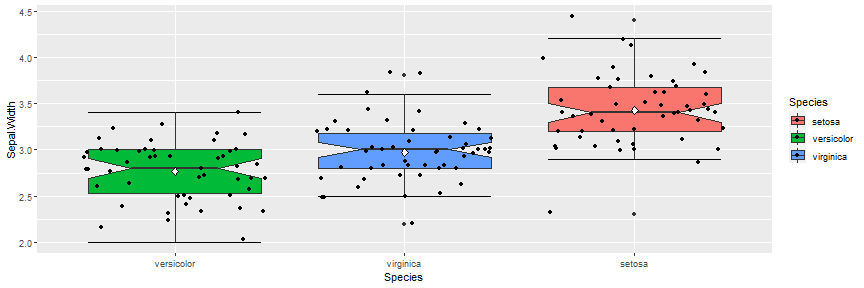 4.5
4.0
3.5
3.0
2.5
2.0
Sepal.Width
versicolor
virginica
setosa
Species
Species
setosa
versicolor
virginica